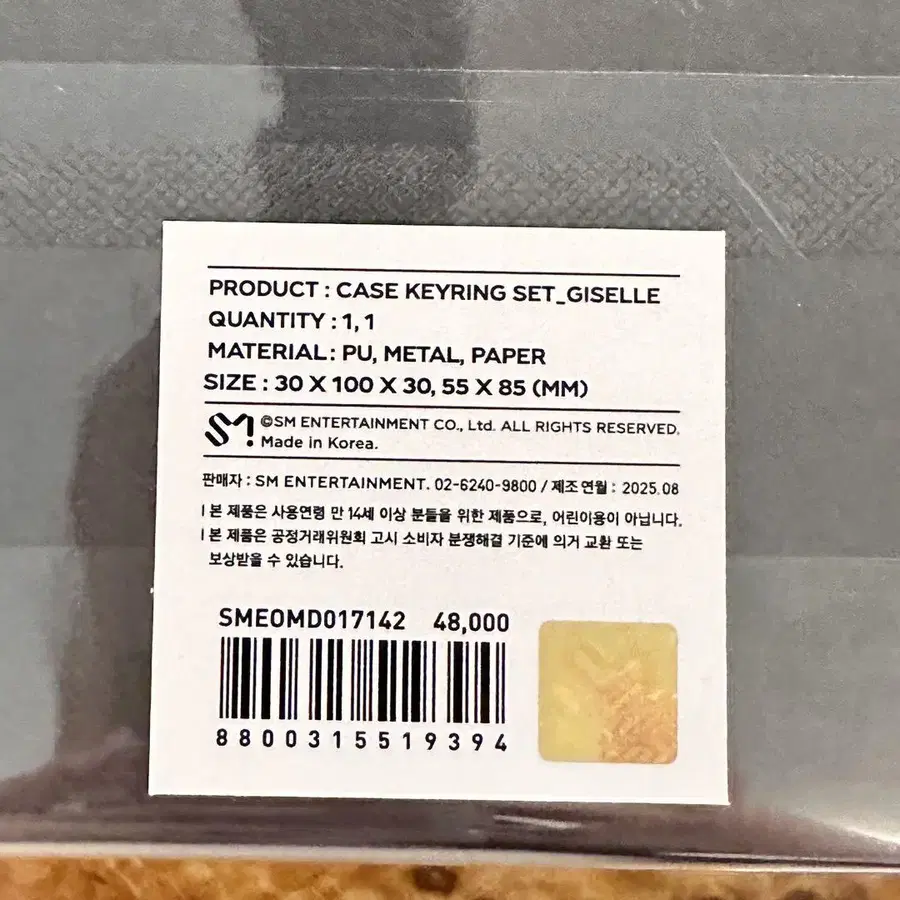 PRODUCT : CASE KEYRING SET_GISELLE
QUANTITY : 1, 1
MATERIAL : PU, METAL, PAPER
SIZE : 30 X 100 X 30, 55 X 85 (MM)
SM ©SM ENTERTAINMENT CO., Ltd. ALL RIGHTS RESERVED.
Made in Korea.
판매자 : SM ENTERTAINMENT. 02-6240-9800 / 제조연월 : 2025.08
ǀ 본 제품은 사용연령 만 14세 이상 분들을 위한 제품으로, 어린이용이 아닙니다.
ǀ 본 제품은 공정거래위원회 고시 소비자 분쟁해결 기준에 의거 교환 또는
보상받을 수 있습니다.
SMEOMD017142 48,000
8800315519394